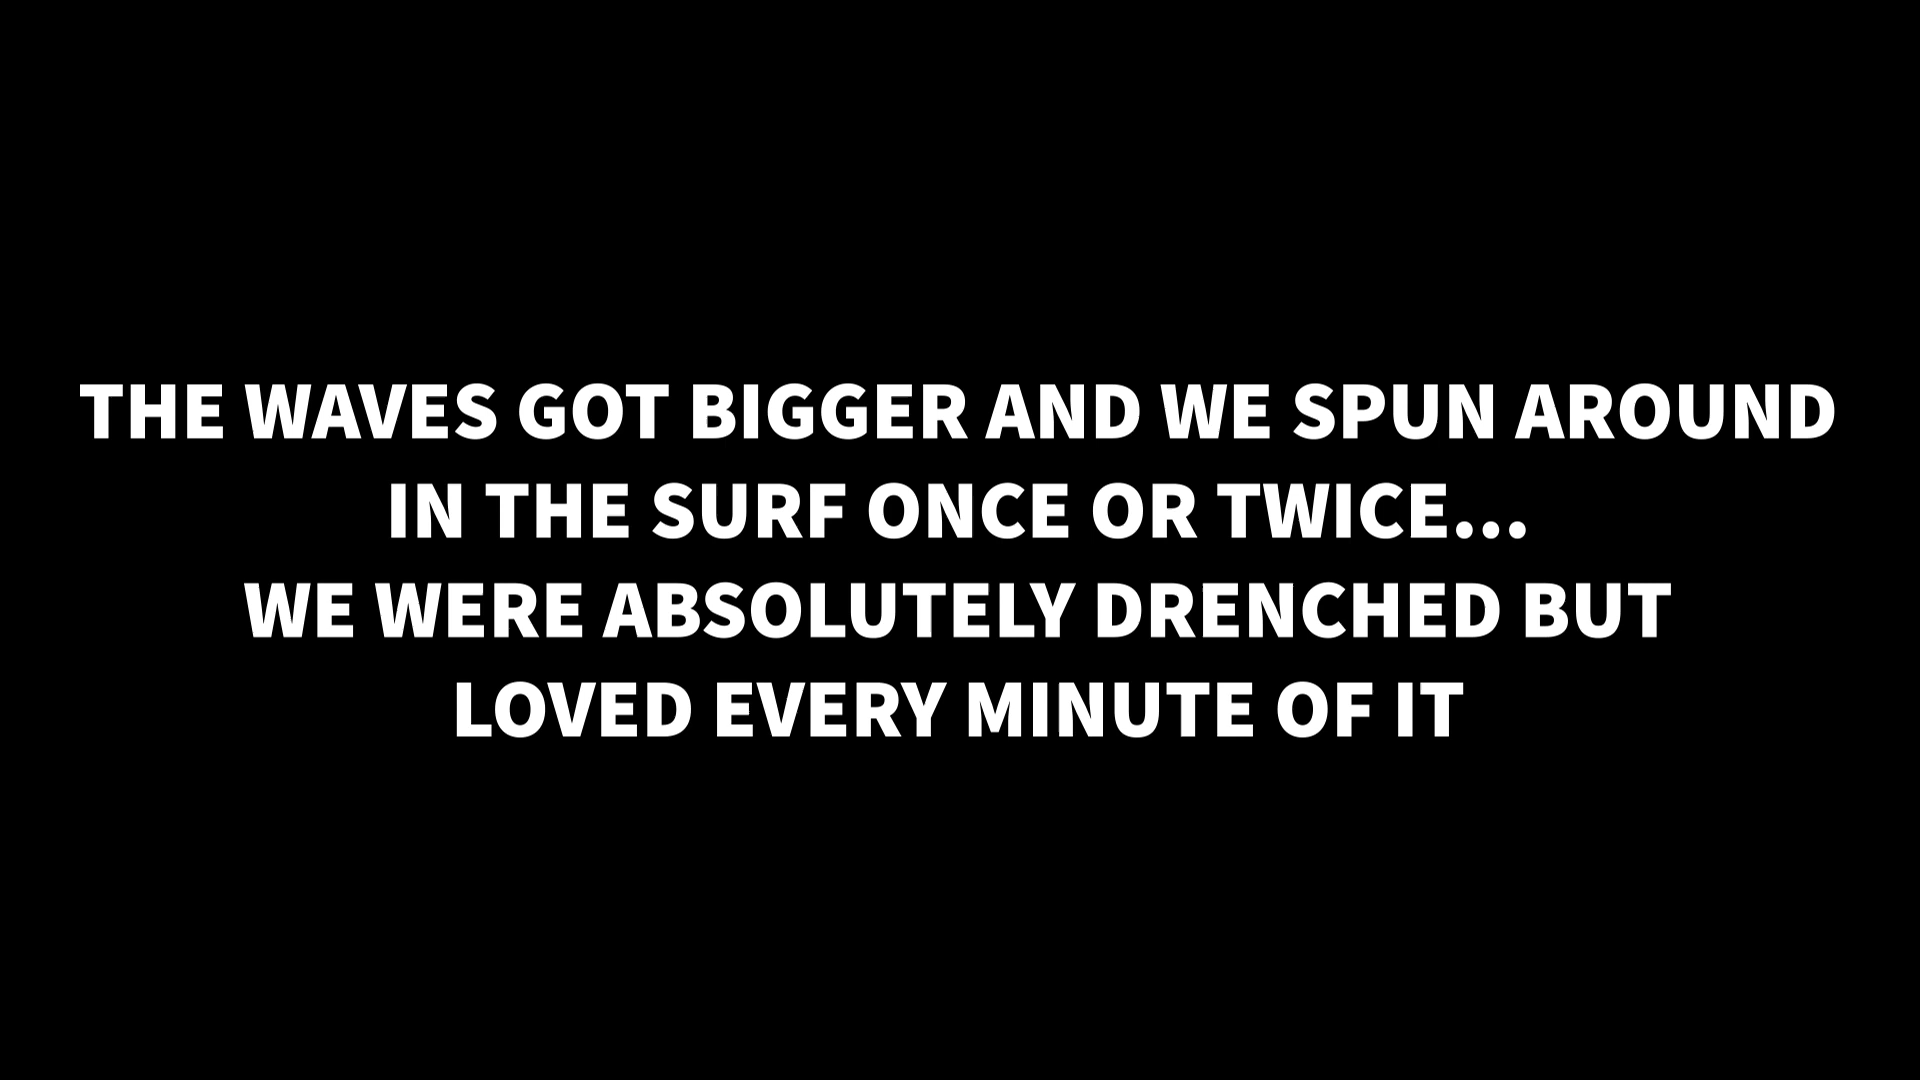 THE WAVES GOT BIGGER AND WE SPUN AROUND
IN THE SURF ONCE OR TWICE...
WE WERE ABSOLUTELY DRENCHED BUT
LOVED EVERY MINUTE OF IT